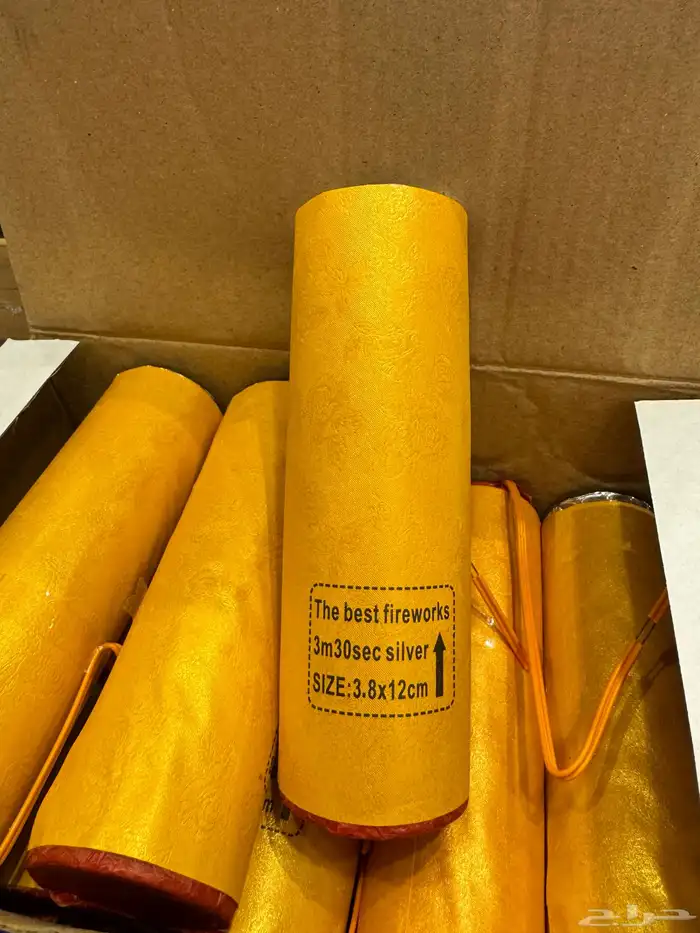 The best fireworks
3m30sec silver
SIZE:3.8x12cm
حراج